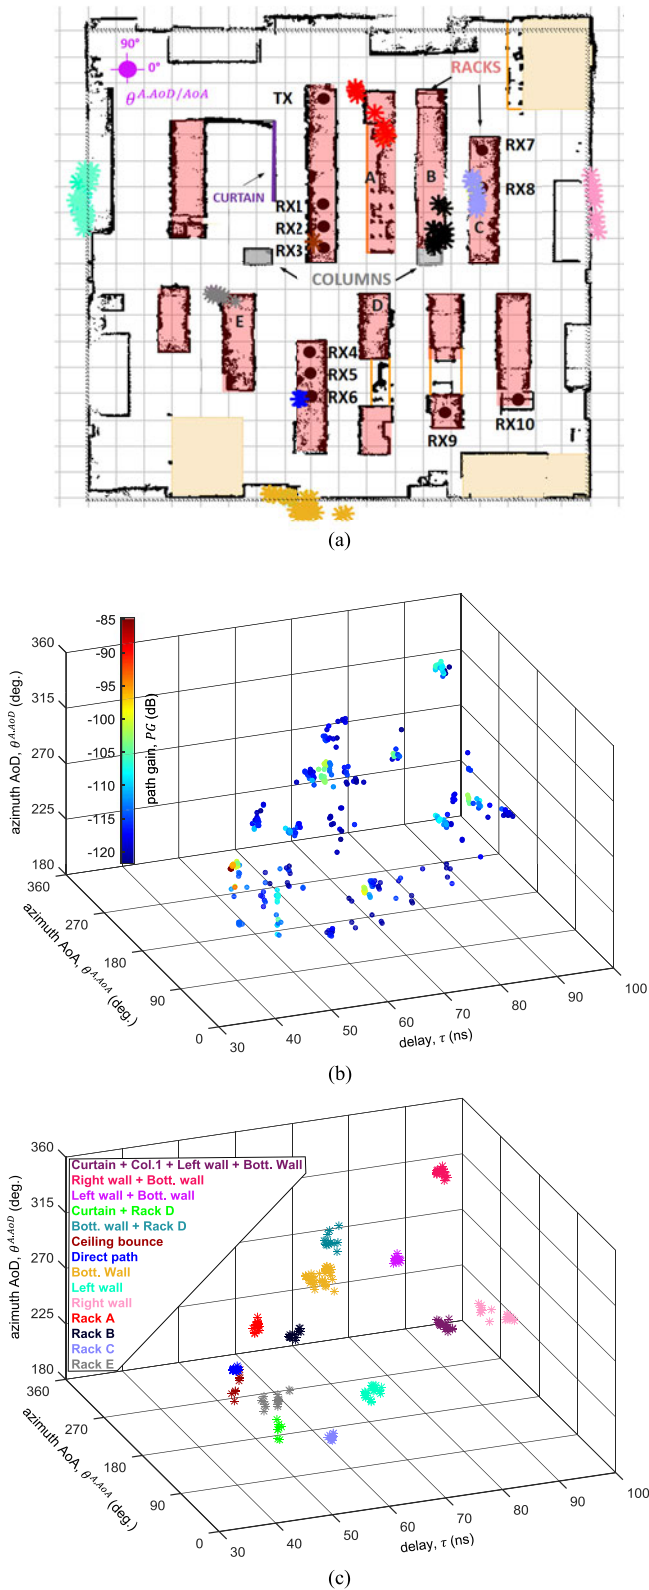 90°
0°
θ^{A.AoD/AoA}
TX
RACKS
RX7
A
B
RX8
CURTAIN
RX1
RX2
C
RX3
COLUMNS
D
E
RX4
RX5
RX6
RX9
RX10
(a)
360
315
270
225
180
azimuth AoD, θ^{A.AoD} (deg.)
-85
-90
-95
-100
-105
-110
-115
-120
path gain, PG (dB)
360
270
180
90
0
azimuth AoA, θ^{A.AoA} (deg.)
30
40
50
60
70
80
90
100
delay, τ (ns)
(b)
360
315
270
225
180
azimuth AoD, θ^{A.AoD} (deg.)
Curtain + Col.1 + Left wall + Bott. Wall
Right wall + Bott. wall
Left wall + Bott. wall
Curtain + Rack D
Bott. wall + Rack D
Ceiling bounce
Direct path
Bott. Wall
Left wall
Right wall
Rack A
Rack B
Rack C
Rack E
360
270
180
90
0
azimuth AoA, θ^{A.AoA} (deg.)
30
40
50
60
70
80
90
100
delay, τ (ns)
(c)